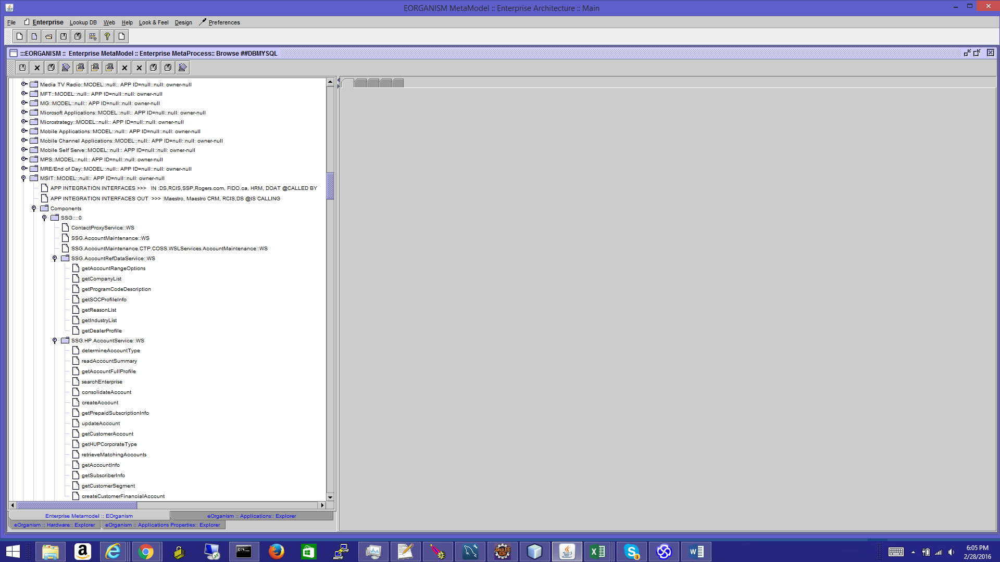 EORGANISM MetaModel :: Enterprise Architecture :: Main
File Enterprise Lookup DB Web Help Look & Feel Design Preferences
:::EORGANISM :: Enterprise MetaModel :: Enterprise MetaProcess:: Browse ##DBMYSQL
Media TV Radio::MODEL::null:: APP ID=null::null: owner-null
MFT::MODEL::null:: APP ID=null::null: owner-null
MG::MODEL::null:: APP ID=null::null: owner-null
Microsoft Applications::MODEL::null:: APP ID=null::null: owner-null
Microstrategy::MODEL::null:: APP ID=null::null: owner-null
Mobile Applications::MODEL::null:: APP ID=null::null: owner-null
Mobile Channel Applications::MODEL::null:: APP ID=null::null: owner-null
Mobile Self Serve::MODEL::null:: APP ID=null::null: owner-null
MPS::MODEL::null:: APP ID=null::null: owner-null
MRE/End of Day::MODEL::null:: APP ID=null::null: owner-null
MSIT::MODEL::null:: APP ID=null::null: owner-null
APP INTEGRATION INTERFACES >>> IN :DS,RCIS,SSP,Rogers.com, FIDO.ca, HRM, DOAT @CALLED BY
APP INTEGRATION INTERFACES OUT >>> :Maestro, Maestro CRM, RCIS,DS @IS CALLING
Components
SSG::::0
ContactProxyService::WS
SSG.AccountMaintenance::WS
SSG.AccountMaintenance.CTP.COSS.WSLServices.AccountMaintenance::WS
SSG.AccountRefDataService::WS
getAccountRangeOptions
getCompanyList
getProgramCodeDescription
getSOCProfileInfo
getReasonList
getIndustryList
getDealerProfile
SSG.HP.AccountService::WS
determineAccountType
readAccountSummary
getAccountFullProfile
searchEnterprise
consolidateAccount
createAccount
getPrepaidSubscriptionInfo
updateAccount
getCustomerAccount
getHUPCorporateType
retrieveMatchingAccounts
getAccountInfo
getSubscriberInfo
getCustomerSegment
createCustomerFinancialAccount
Enterprise Metamodel :: EOrganism
eOrganism :: Applications:: Explorer
eOrganism :: Hardware:: Explorer
eOrganism :: Applications Properties:: Explorer
6:05 PM
2/28/2016